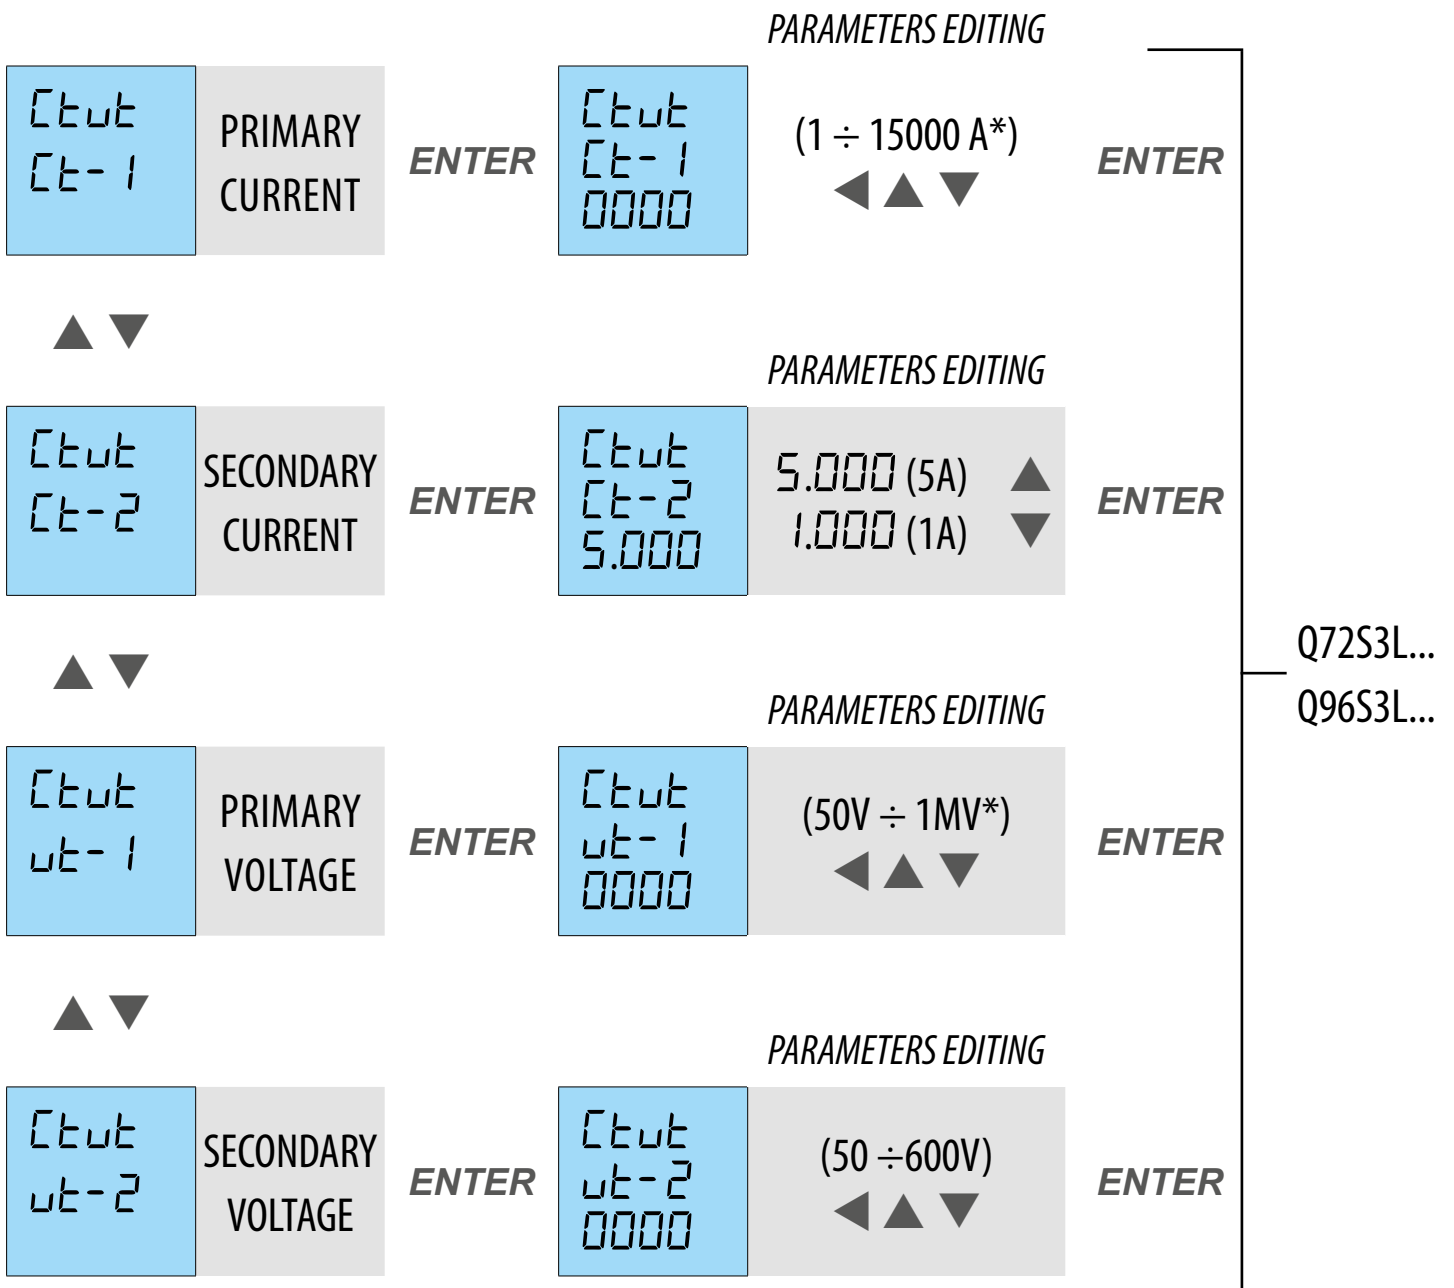 PARAMETERS EDITING
Ctut
Ct-1
PRIMARY
CURRENT
ENTER
Ctut
Ct-1
0000
(1 ÷ 15000 A*)
ENTER
PARAMETERS EDITING
Ctut
Ct-2
SECONDARY
CURRENT
ENTER
Ctut
Ct-2
5.000
5.000 (5A)
1.000 (1A)
ENTER
Q72S3L...
Q96S3L...
PARAMETERS EDITING
Ctut
ut-1
PRIMARY
VOLTAGE
ENTER
Ctut
ut-1
0000
(50V ÷ 1MV*)
ENTER
PARAMETERS EDITING
Ctut
ut-2
SECONDARY
VOLTAGE
ENTER
Ctut
ut-2
0000
(50 ÷600V)
ENTER